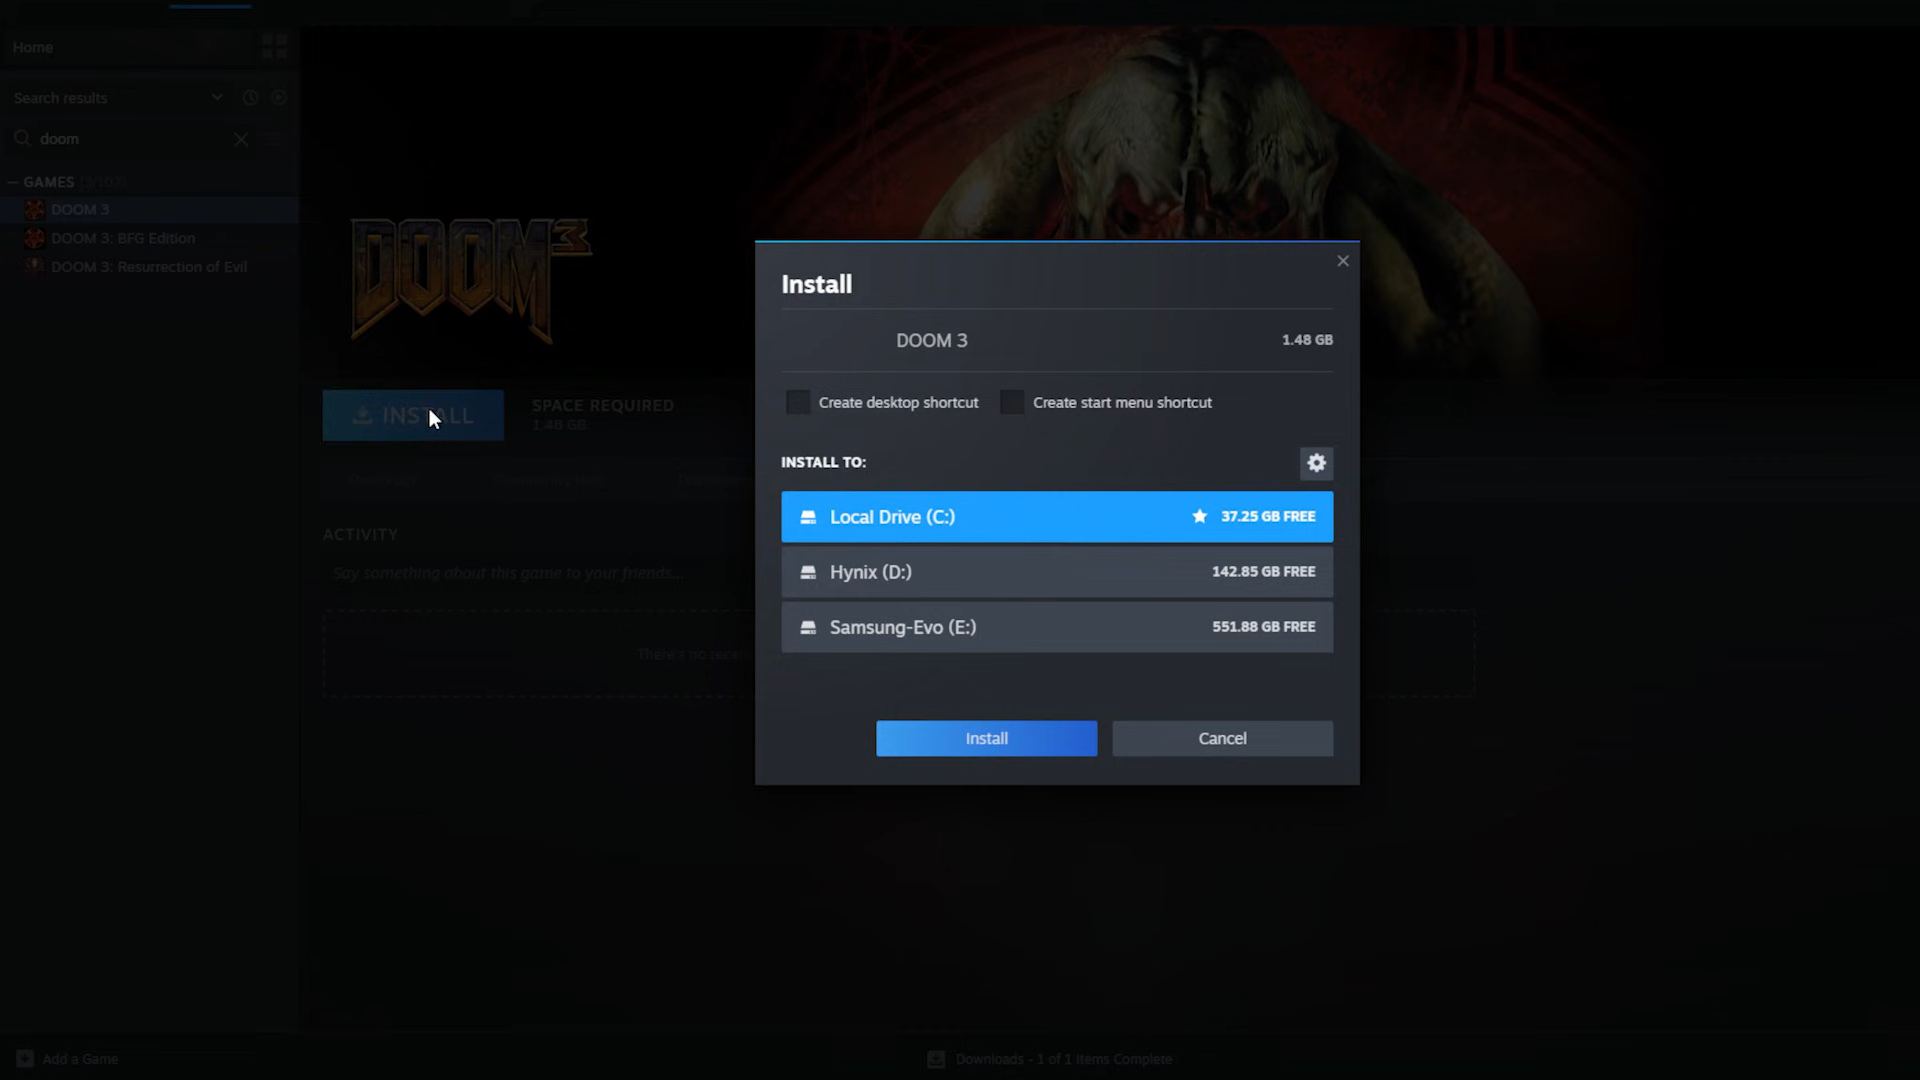 Home
Search results
doom
GAMES
DOOM 3
DOOM 3: BFG Edition
DOOM 3: Resurrection of Evil
DOOM 3
INSTALL
SPACE REQUIRED
1.48 GB
ACTIVITY
Say something about this game to your friends...
There's no recen
Install
DOOM 3
1.48 GB
Create desktop shortcut
Create start menu shortcut
INSTALL TO:
Local Drive (C:)
37.25 GB FREE
Hynix (D:)
142.85 GB FREE
Samsung-Evo (E:)
551.88 GB FREE
Install
Cancel
Add a Game
Downloads - 1 of 1 Items Complete